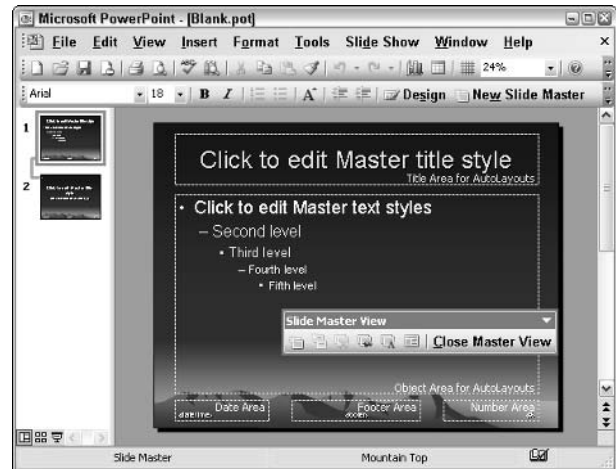 Microsoft PowerPoint - [Blank.pot]
File Edit View Insert Format Tools Slide Show Window Help
24%
Arial 18 B I A Design New Slide Master
1
2
Click to edit Master title style
Title Area for AutoLayouts
• Click to edit Master text styles
– Second level
• Third level
– Fourth level
• Fifth level
Slide Master View
Close Master View
Object Area for AutoLayouts
Date Area Footer Area Number Area
Slide Master Mountain Top